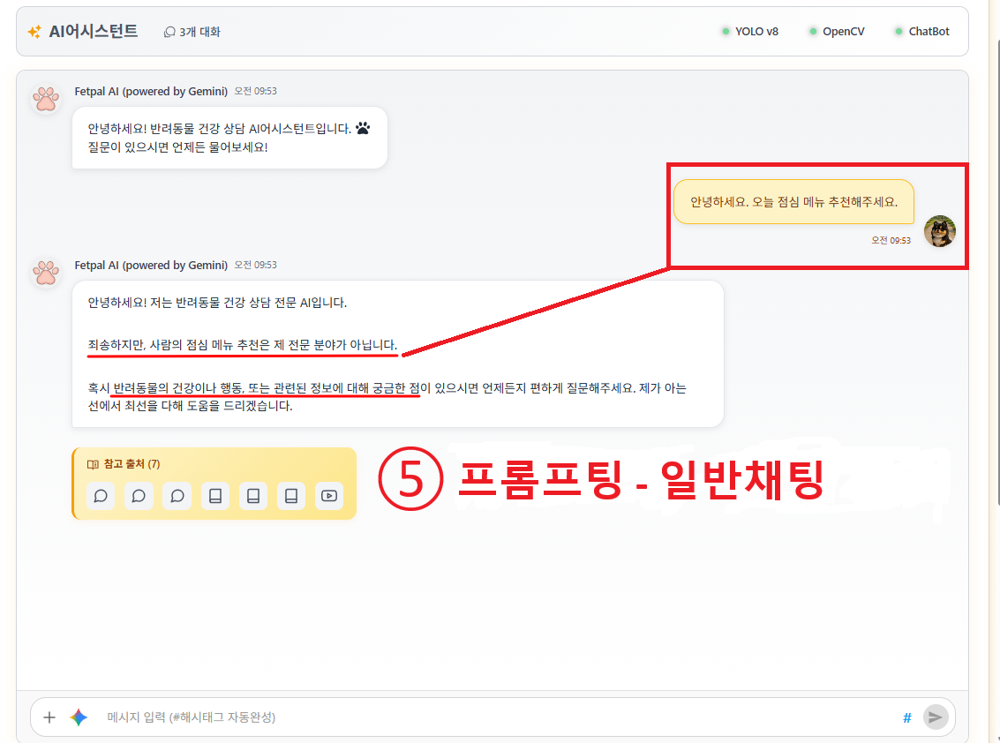 AI어시스턴트
3개 대화
YOLO v8
OpenCV
ChatBot
Fetpal AI (powered by Gemini) 오전 09:53
안녕하세요! 반려동물 건강 상담 AI어시스턴트입니다.
질문이 있으시면 언제든 물어보세요!
안녕하세요. 오늘 점심 메뉴 추천해주세요.
오전 09:53
Fetpal AI (powered by Gemini) 오전 09:53
안녕하세요! 저는 반려동물 건강 상담 전문 AI입니다.
죄송하지만, 사람의 점심 메뉴 추천은 제 전문 분야가 아닙니다.
혹시 반려동물의 건강이나 행동, 또는 관련된 정보에 대해 궁금한 점이 있으시면 언제든지 편하게 질문해주세요. 제가 아는
선에서 최선을 다해 도움을 드리겠습니다.
참고 출처 (7)
⑤ 프롬프팅 - 일반채팅
메시지 입력 (#해시태그 자동완성)
#